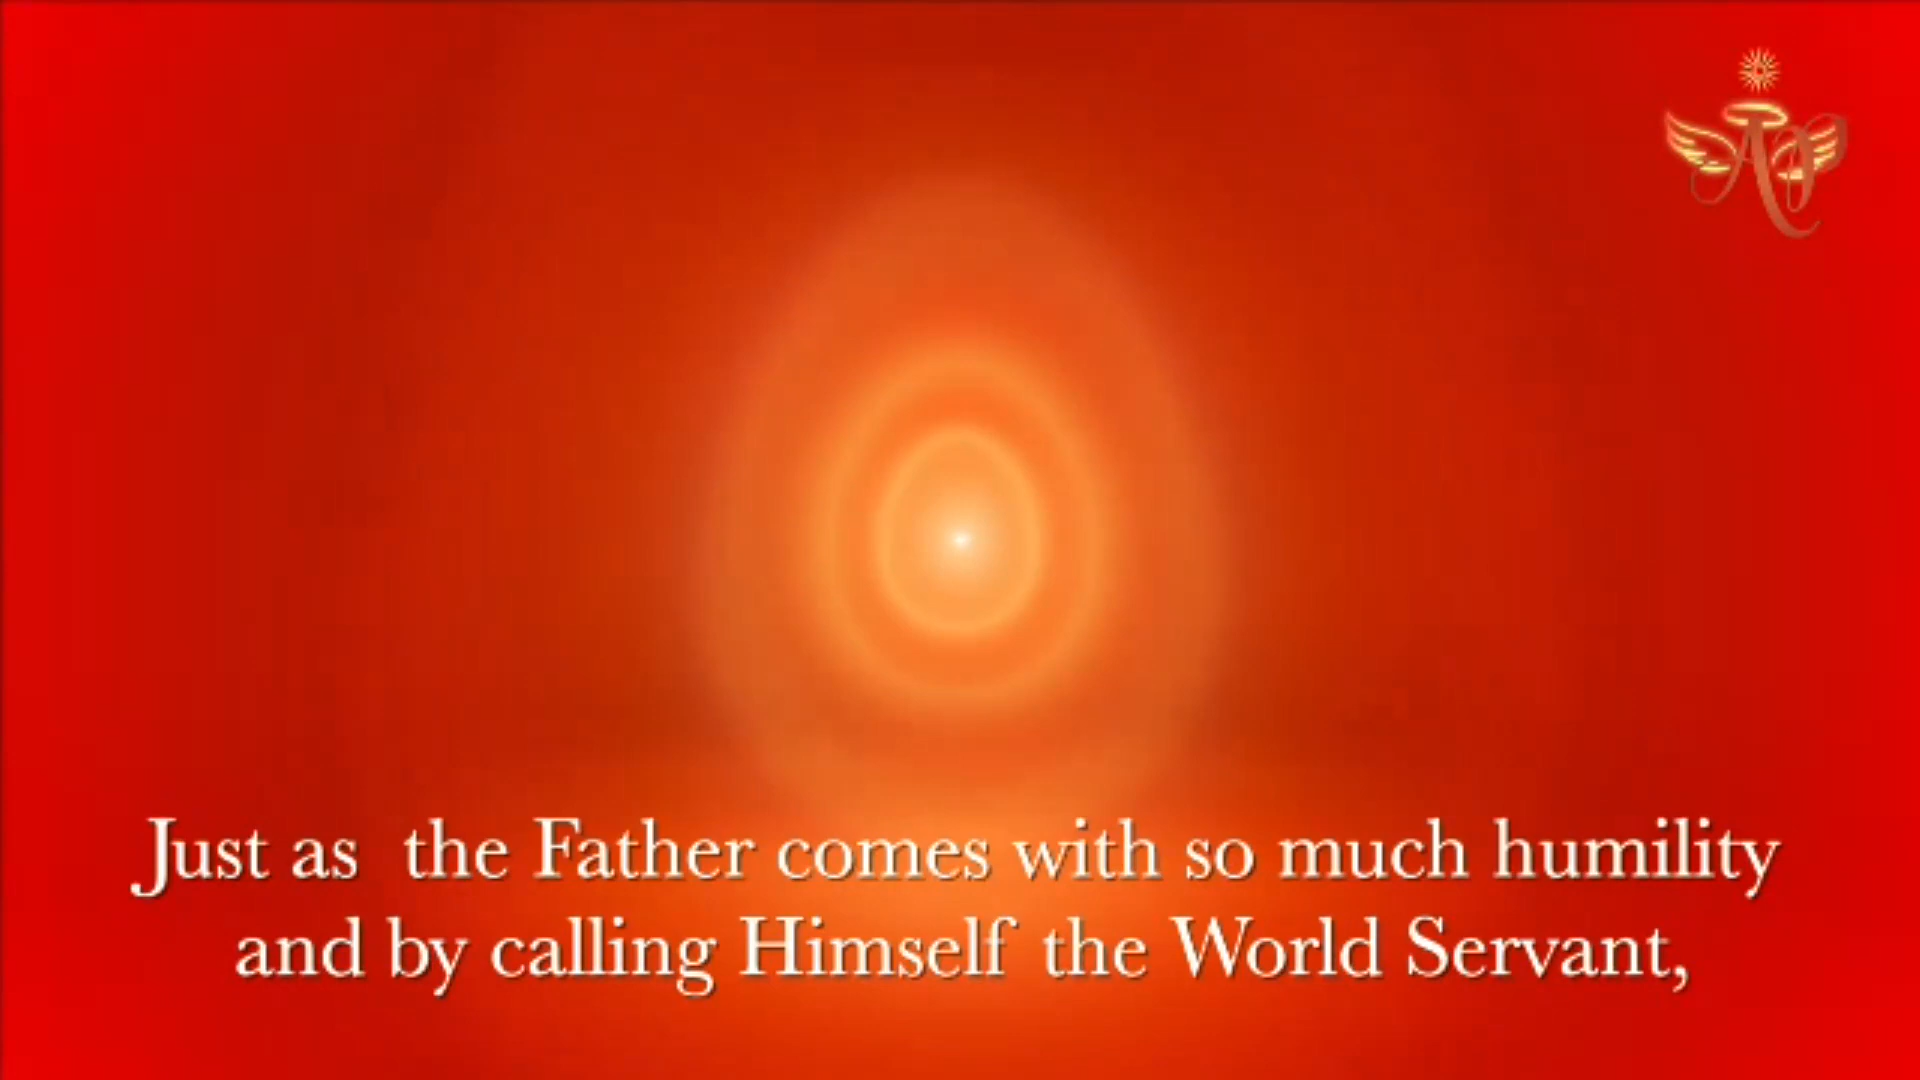 Just as the Father comes with so much humility
and by calling Himself the World Servant,